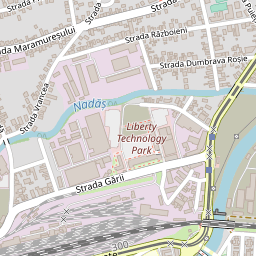 Strada Maramureșului
Strada Războieni
Strada Dumbrava Roșie
Strada Vrancea
Nadăș
Liberty
Technology
Park
Strada Gării
300